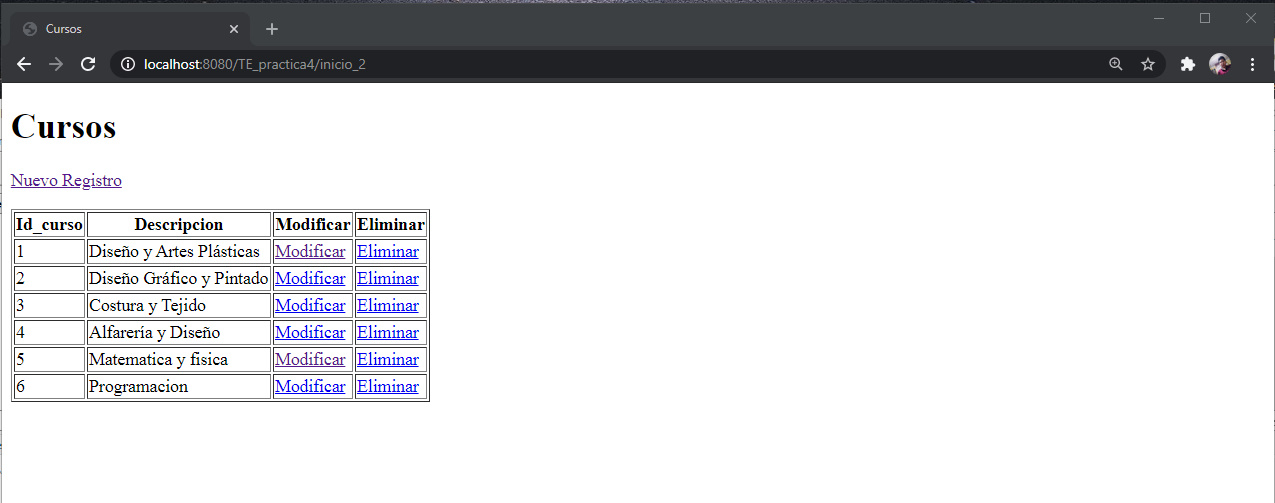 Cursos
localhost:8080/TE_practica4/inicio_2
Cursos
Nuevo Registro
Id_curso Descripcion Modificar Eliminar
1 Diseño y Artes Plásticas Modificar Eliminar
2 Diseño Gráfico y Pintado Modificar Eliminar
3 Costura y Tejido Modificar Eliminar
4 Alfarería y Diseño Modificar Eliminar
5 Matematica y fisica Modificar Eliminar
6 Programacion Modificar Eliminar